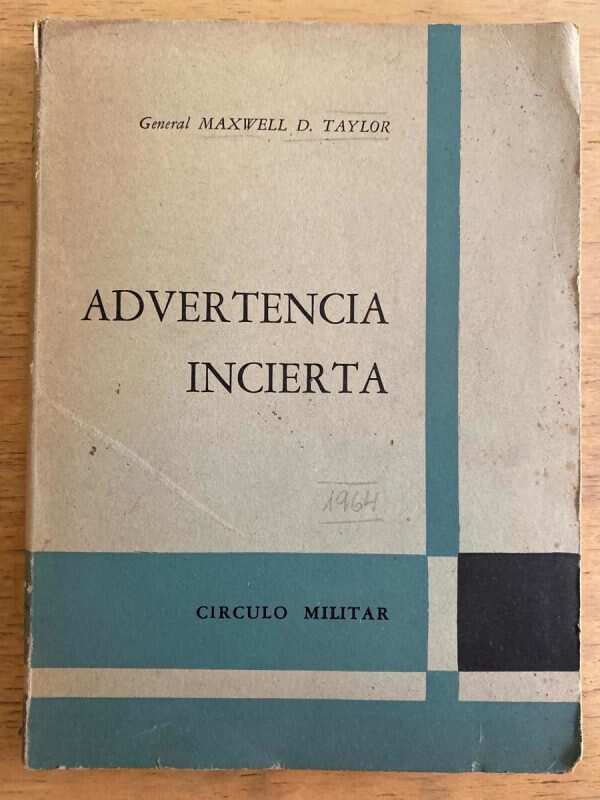 General MAXWELL D. TAYLOR
ADVERTENCIA
INCIERTA
1964
CIRCULO MILITAR